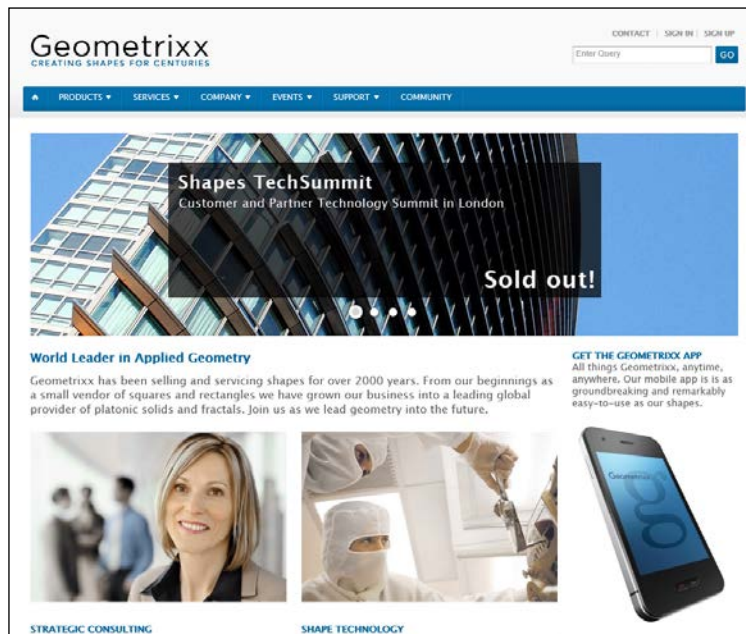 Geometrixx
CREATING SHAPES FOR CENTURIES
CONTACT | SIGN IN | SIGN UP
Enter Query
GO
PRODUCTS ▾ SERVICES ▾ COMPANY ▾ EVENTS ▾ SUPPORT ▾ COMMUNITY
Shapes TechSummit
Customer and Partner Technology Summit in London
Sold out!
World Leader in Applied Geometry
Geometrixx has been selling and servicing shapes for over 2000 years. From our beginnings as
a small vendor of squares and rectangles we have grown our business into a leading global
provider of platonic solids and fractals. Join us as we lead geometry into the future.
GET THE GEOMETRIXX APP
All things Geometrixx, anytime,
anywhere. Our mobile app is is as
groundbreaking and remarkably
easy-to-use as our shapes.
Geometrixx
g
STRATEGIC CONSULTING
SHAPE TECHNOLOGY